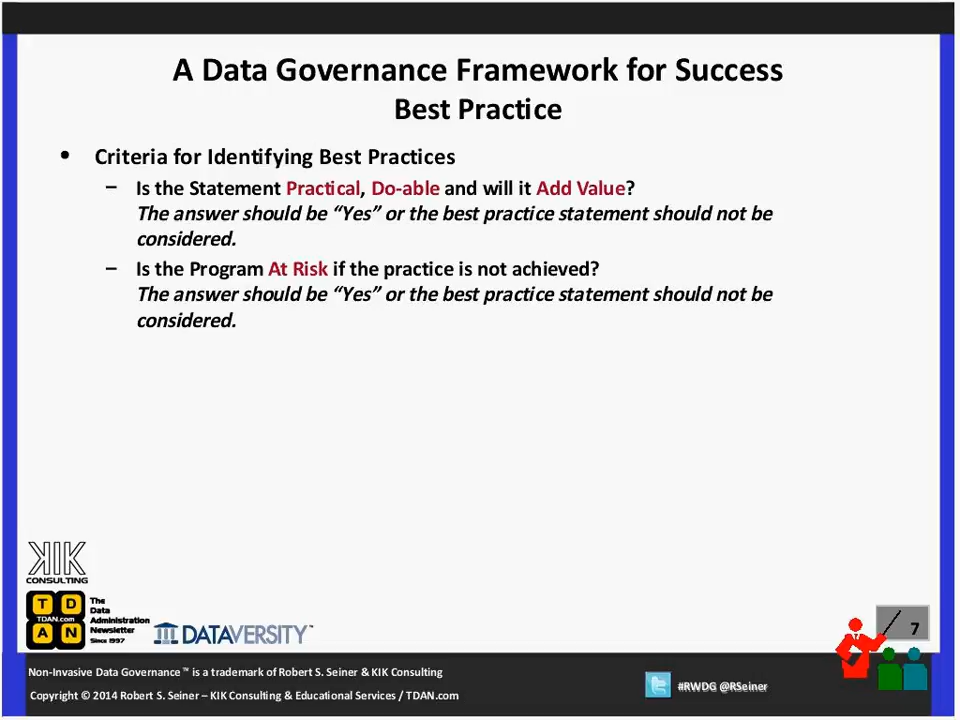 A Data Governance Framework for Success
Best Practice
• Criteria for Identifying Best Practices
– Is the Statement Practical, Do-able and will it Add Value?
The answer should be “Yes” or the best practice statement should not be
considered.
– Is the Program At Risk if the practice is not achieved?
The answer should be “Yes” or the best practice statement should not be
considered.
KIK
CONSULTING
T D
TDAN.com
A N
The
Data
Administration
Newsletter
Since 1997
DATAVERSITY™
7
Non-Invasive Data Governance™ is a trademark of Robert S. Seiner & KIK Consulting
Copyright © 2014 Robert S. Seiner – KIK Consulting & Educational Services / TDAN.com
#RWDG @RSeiner